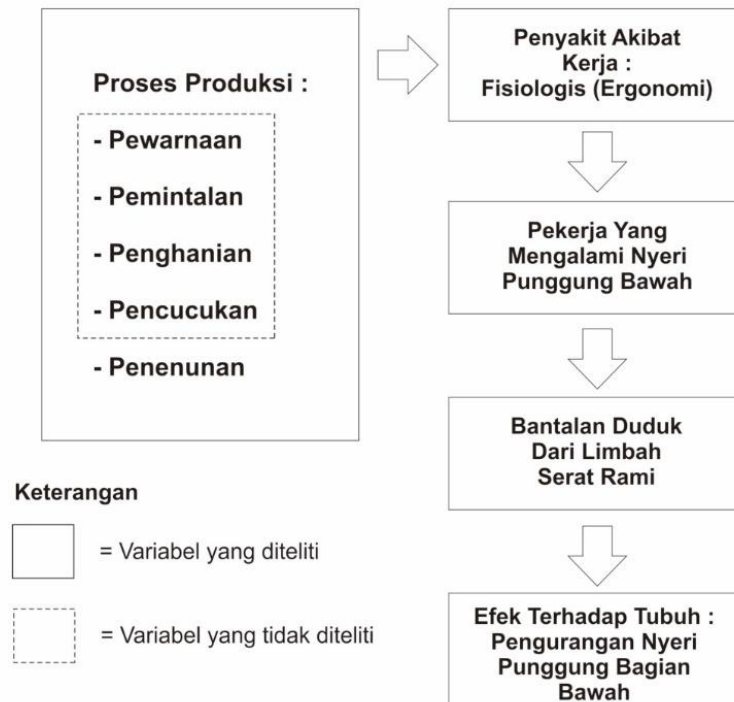 Proses Produksi :
- Pewarnaan
- Pemintalan
- Penghanian
- Pencucukan
- Penenunan
Penyakit Akibat
Kerja :
Fisiologis (Ergonomi)
Pekerja Yang
Mengalami Nyeri
Punggung Bawah
Bantalan Duduk
Dari Limbah
Serat Rami
Efek Terhadap Tubuh :
Pengurangan Nyeri
Punggung Bagian
Bawah
Keterangan
= Variabel yang diteliti
= Variabel yang tidak diteliti